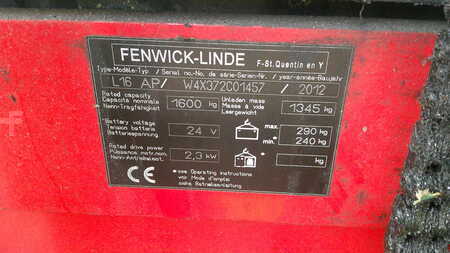 FENWICK-LINDE F-St.Quentin en Y
Type-Modèle-Typ / Serial no.-No. de série-Serien-Nr. / year-année-Baujahr
L16 AP/ W4X372C01457 / 2012
Rated capacity
Capacité nominale
Nenn-Tragfähigkeit
1600 kg
Unladen mass
Masse à vide
Leergewicht
1345 kg
*Battery voltage
Tension batterie
Batteriespannung
24 V
max* 290 kg
min* 240 kg
Rated drive power
Puissance motr.nom.
Nenn-Antriebsleist.
2,3 kW
kg
CE
*see Operating instructions
voir Mode d'emploi
siehe Betriebsanleitung